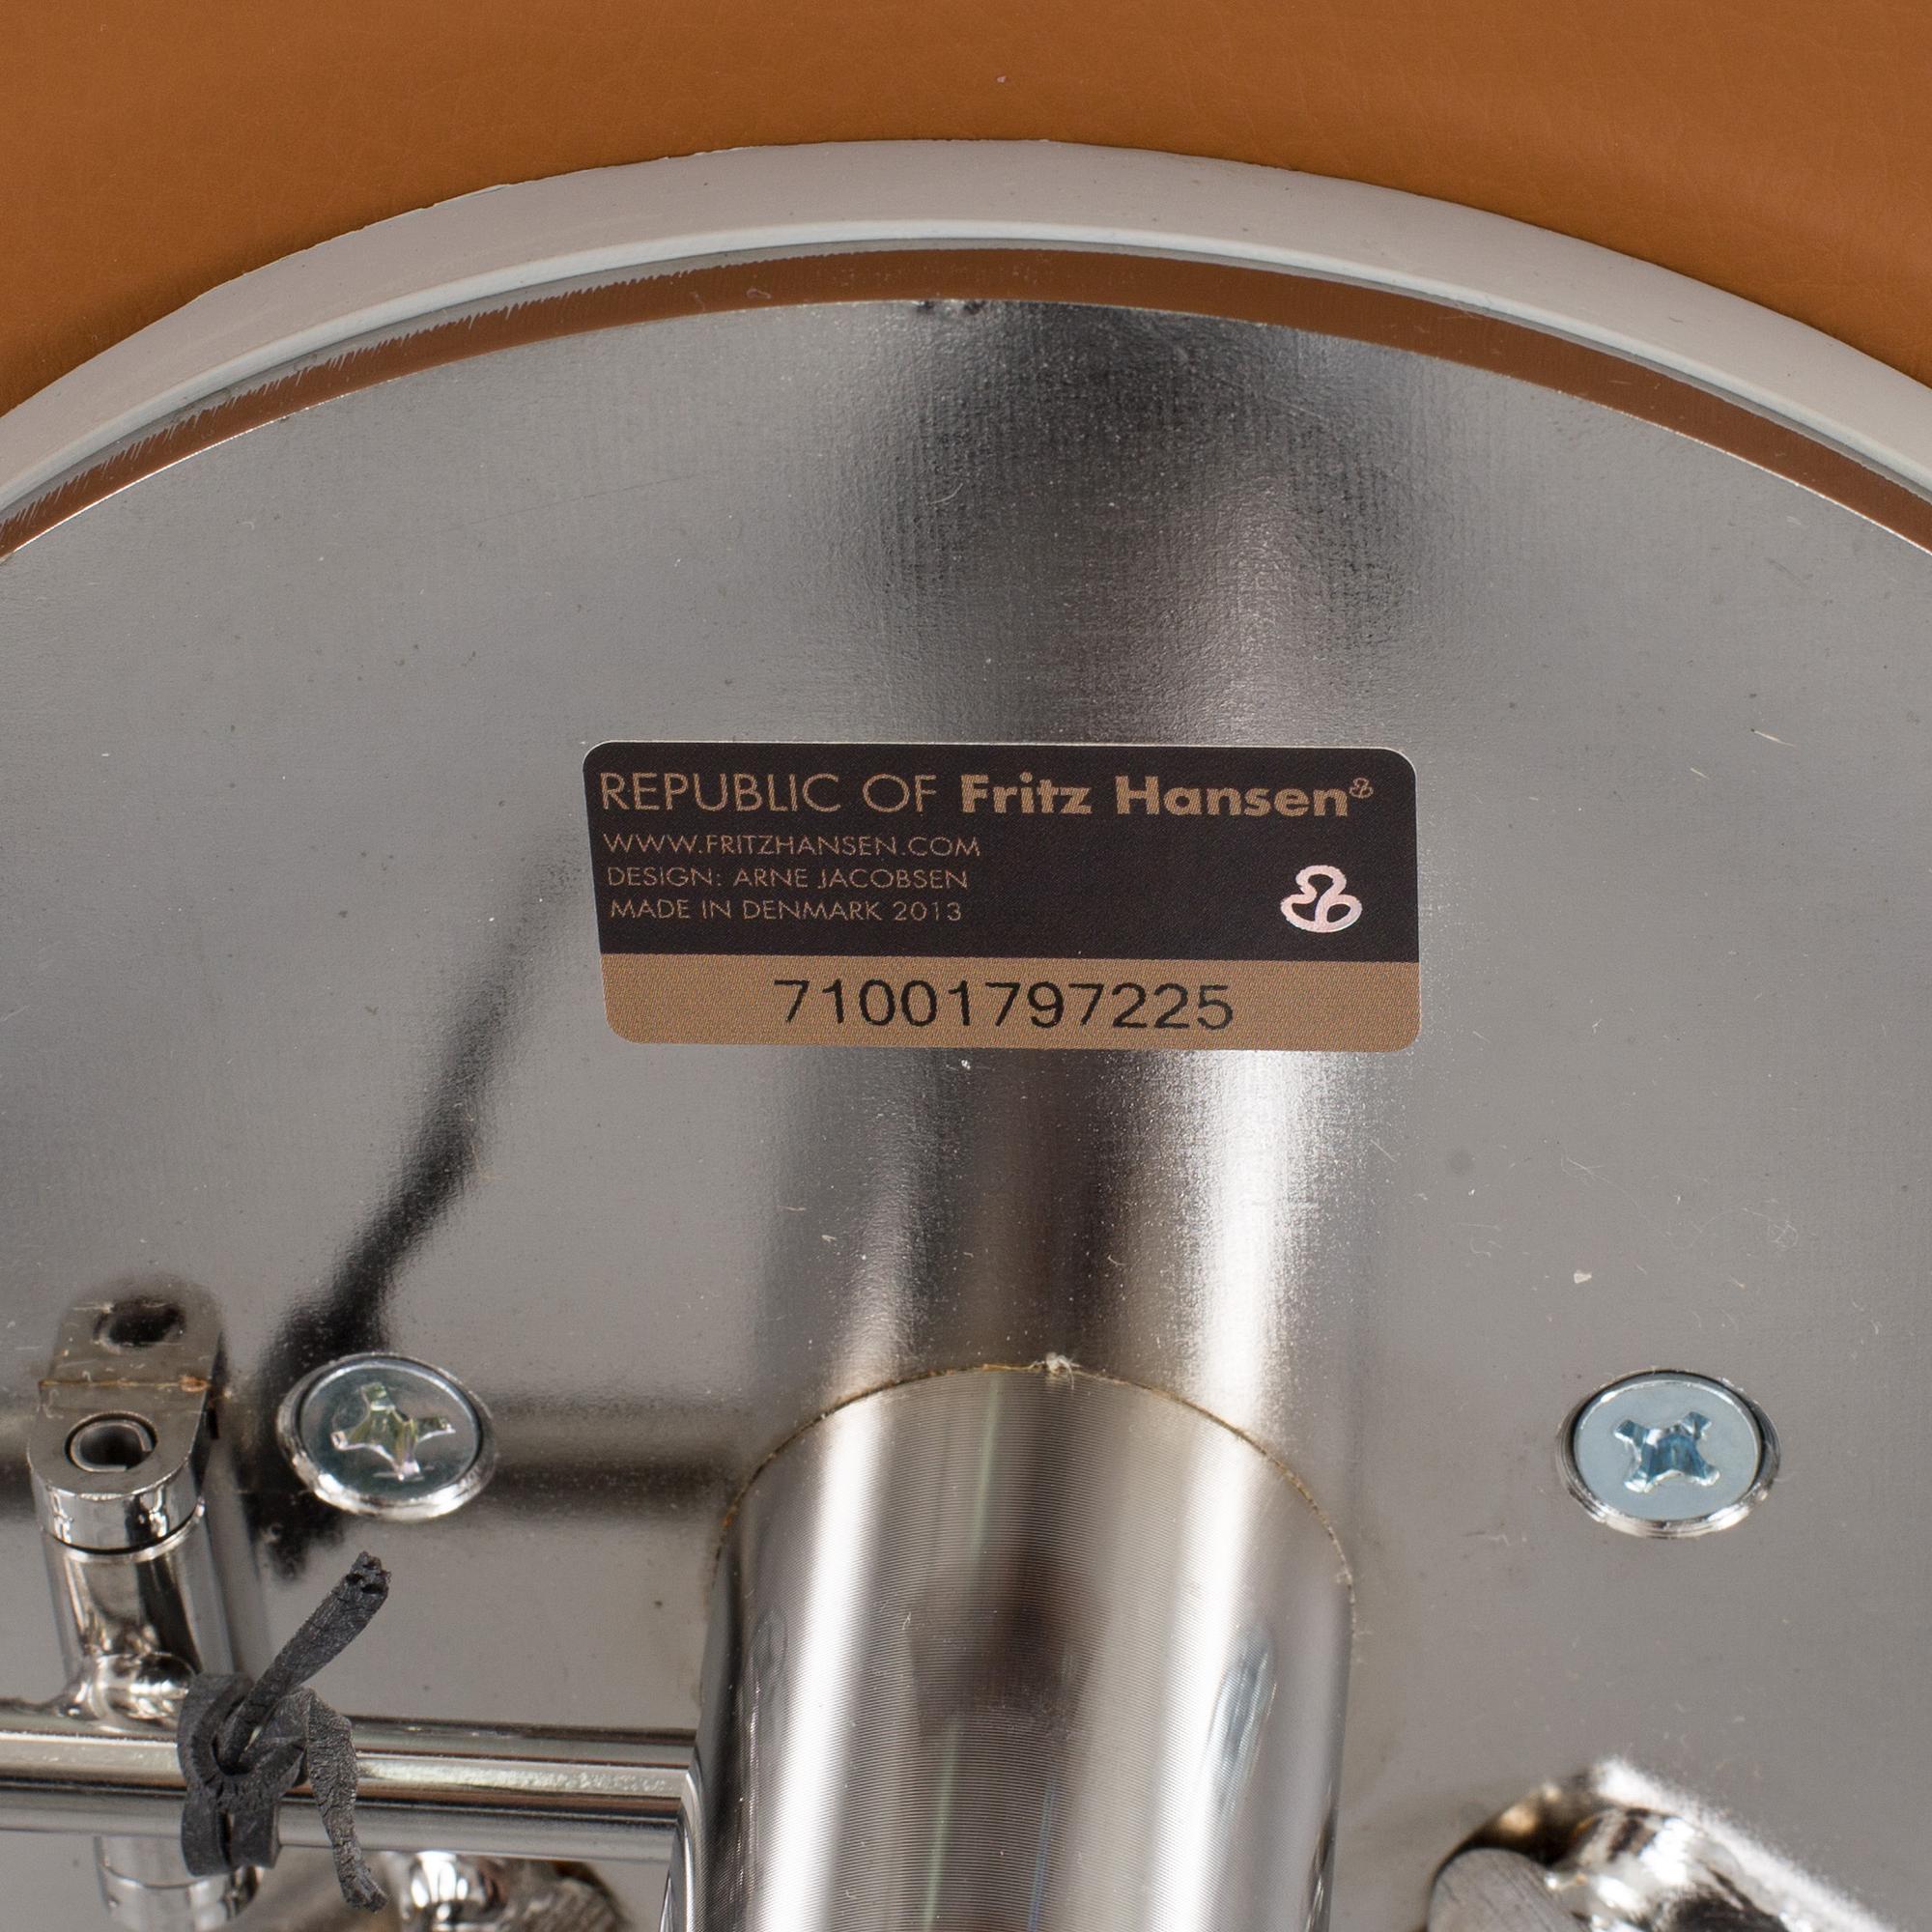 REPUBLIC OF Fritz Hansen
WWW.FRITZHANSEN.COM
DESIGN: ARNE JACOBSEN
MADE IN DENMARK 2013
71001797225